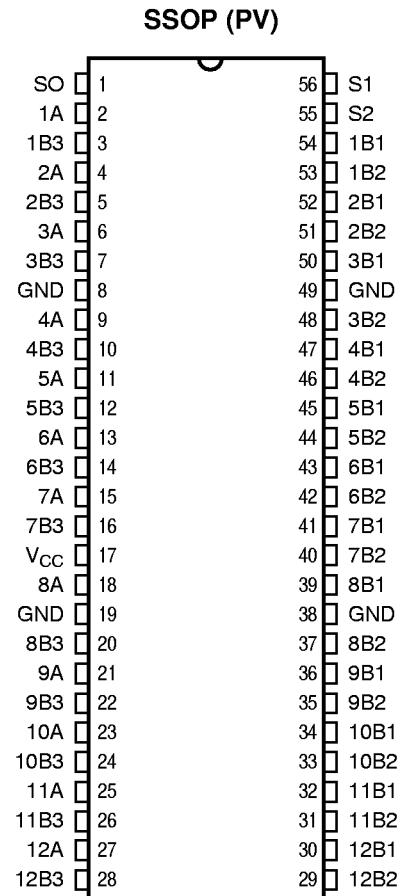 SSOP (PV)
SO 1 56 S1
1A 2 55 S2
1B3 3 54 1B1
2A 4 53 1B2
2B3 5 52 2B1
3A 6 51 2B2
3B3 7 50 3B1
GND 8 49 GND
4A 9 48 3B2
4B3 10 47 4B1
5A 11 46 4B2
5B3 12 45 5B1
6A 13 44 5B2
6B3 14 43 6B1
7A 15 42 6B2
7B3 16 41 7B1
VCC 17 40 7B2
8A 18 39 8B1
GND 19 38 GND
8B3 20 37 8B2
9A 21 36 9B1
9B3 22 35 9B2
10A 23 34 10B1
10B3 24 33 10B2
11A 25 32 11B1
11B3 26 31 11B2
12A 27 30 12B1
12B3 28 29 12B2